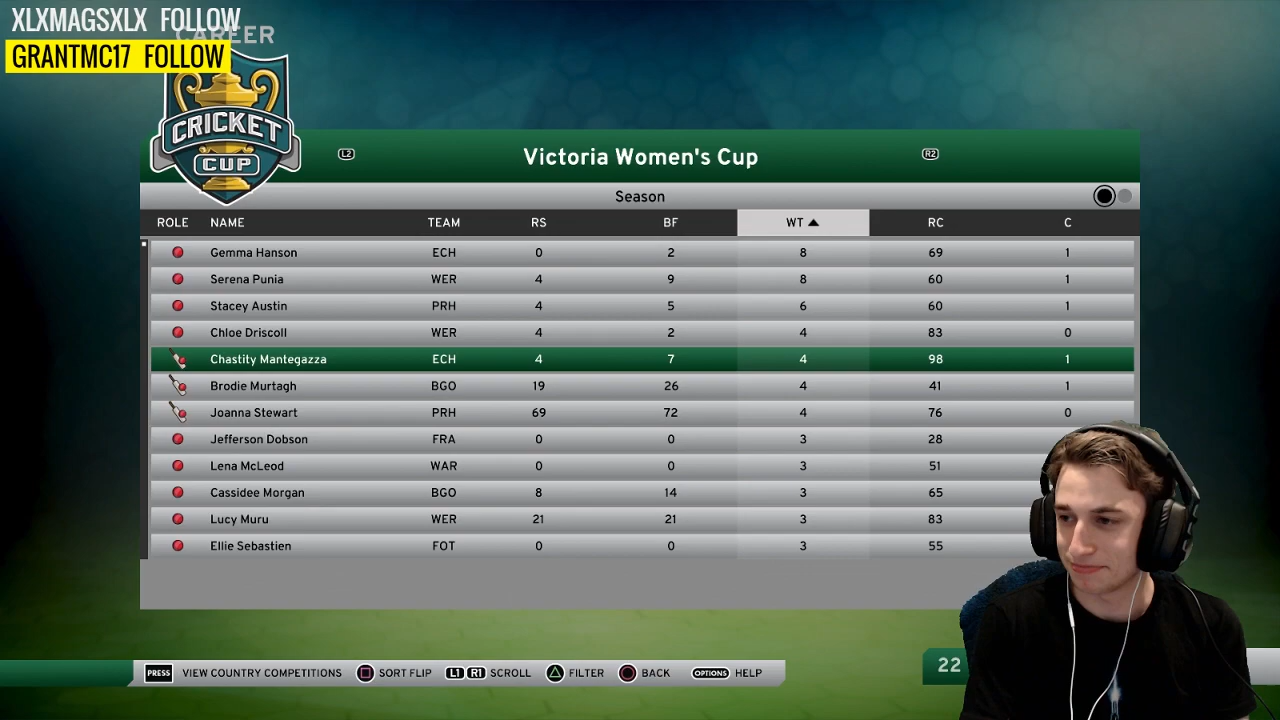 XLXMAGSXLX FOLLOW
CAREER
GRANTMC17 FOLLOW
CRICKET
CUP
L2
Victoria Women's Cup
R2
Season
ROLE NAME TEAM RS BF WT RC C
Gemma Hanson ECH 0 2 8 69 1
Serena Punia WER 4 9 8 60 1
Stacey Austin PRH 4 5 6 60 1
Chloe Driscoll WER 4 2 4 83 0
Chastity Mantegazza ECH 4 7 4 98 1
Brodie Murtagh BGO 19 26 4 41 1
Joanna Stewart PRH 69 72 4 76 0
Jefferson Dobson FRA 0 0 3 28
Lena McLeod WAR 0 0 3 51
Cassidee Morgan BGO 8 14 3 65
Lucy Muru WER 21 21 3 83
Ellie Sebastien FOT 0 0 3 55
PRESS VIEW COUNTRY COMPETITIONS SORT FLIP L1 R1 SCROLL FILTER BACK OPTIONS HELP
22